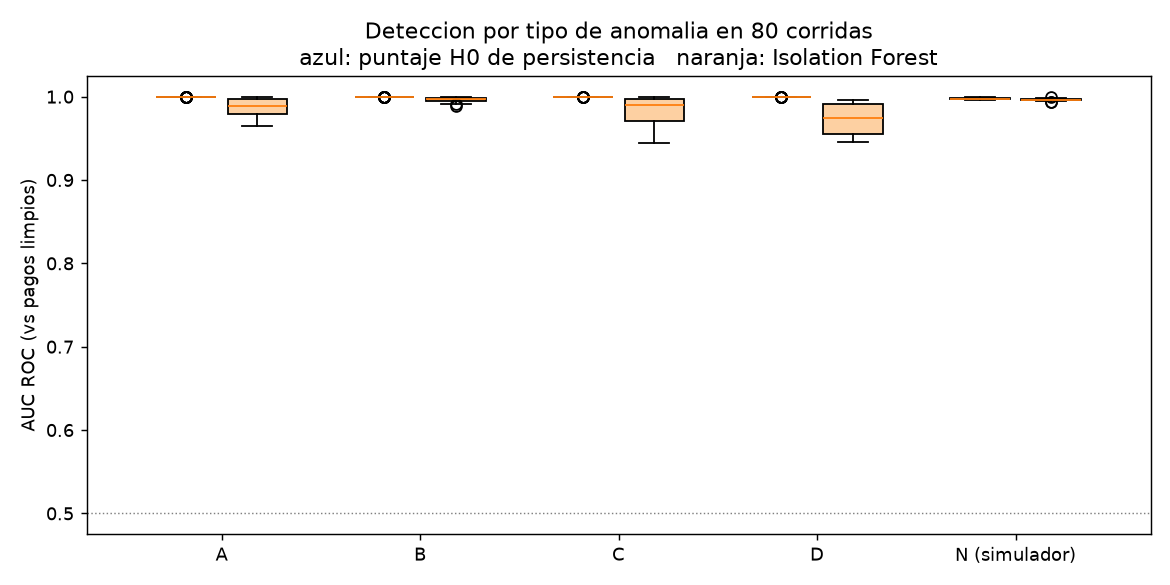 Deteccion por tipo de anomalia en 80 corridas
azul: puntaje H0 de persistencia   naranja: Isolation Forest
AUC ROC (vs pagos limpios)
1.0
0.9
0.8
0.7
0.6
0.5
A
B
C
D
N (simulador)